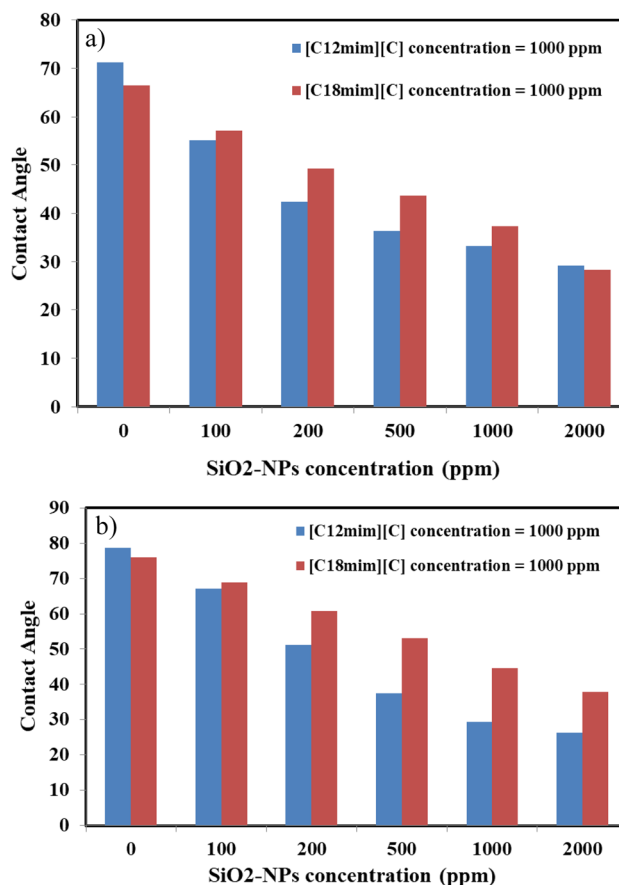 a)
[C12mim][C] concentration = 1000 ppm
[C18mim][C] concentration = 1000 ppm
Contact Angle
80
70
60
50
40
30
20
10
0
0 100 200 500 1000 2000
SiO2-NPs concentration (ppm)
b)
[C12mim][C] concentration = 1000 ppm
[C18mim][C] concentration = 1000 ppm
Contact Angle
90
80
70
60
50
40
30
20
10
0
0 100 200 500 1000 2000
SiO2-NPs concentration (ppm)